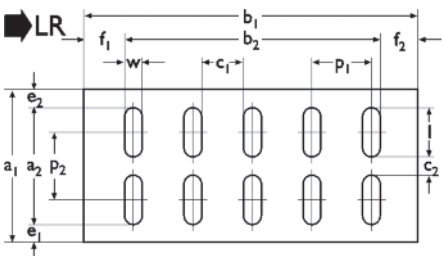 LR
b₁
f₁ b₂ f₂
w c₁ p₁
e₂
a₁ a₂ p₂ l c₂
e₁